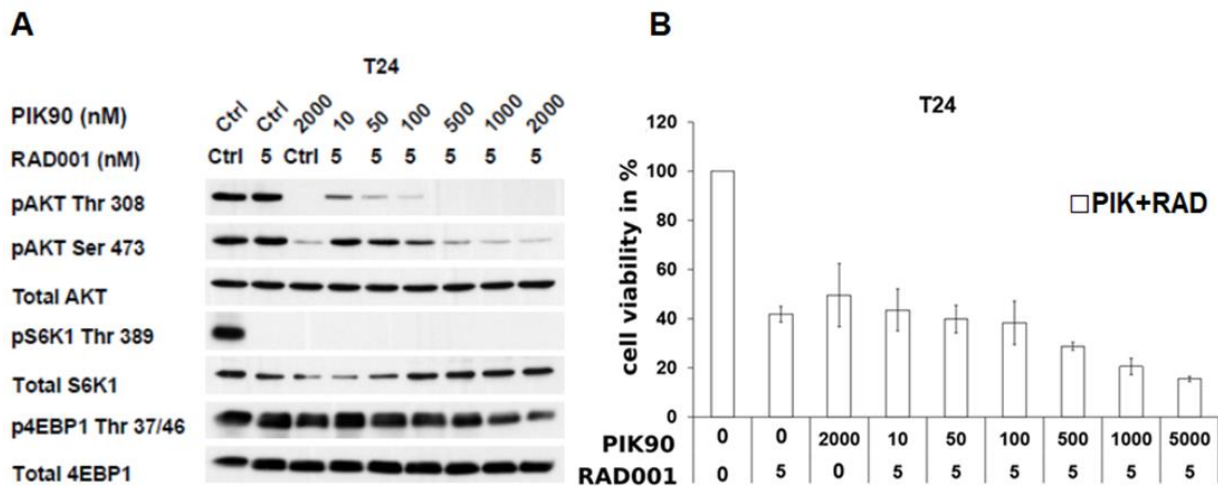 A
T24
PIK90 (nM) Ctrl Ctrl 2000 10 50 100 500 1000 2000
RAD001 (nM) Ctrl 5 Ctrl 5 5 5 5 5 5
pAKT Thr 308
pAKT Ser 473
Total AKT
pS6K1 Thr 389
Total S6K1
p4EBP1 Thr 37/46
Total 4EBP1
B
T24
cell viability in %
120
100
80
60
40
20
0
PIK+RAD
PIK90 0 0 2000 10 50 100 500 1000 5000
RAD001 0 5 0 5 5 5 5 5 5